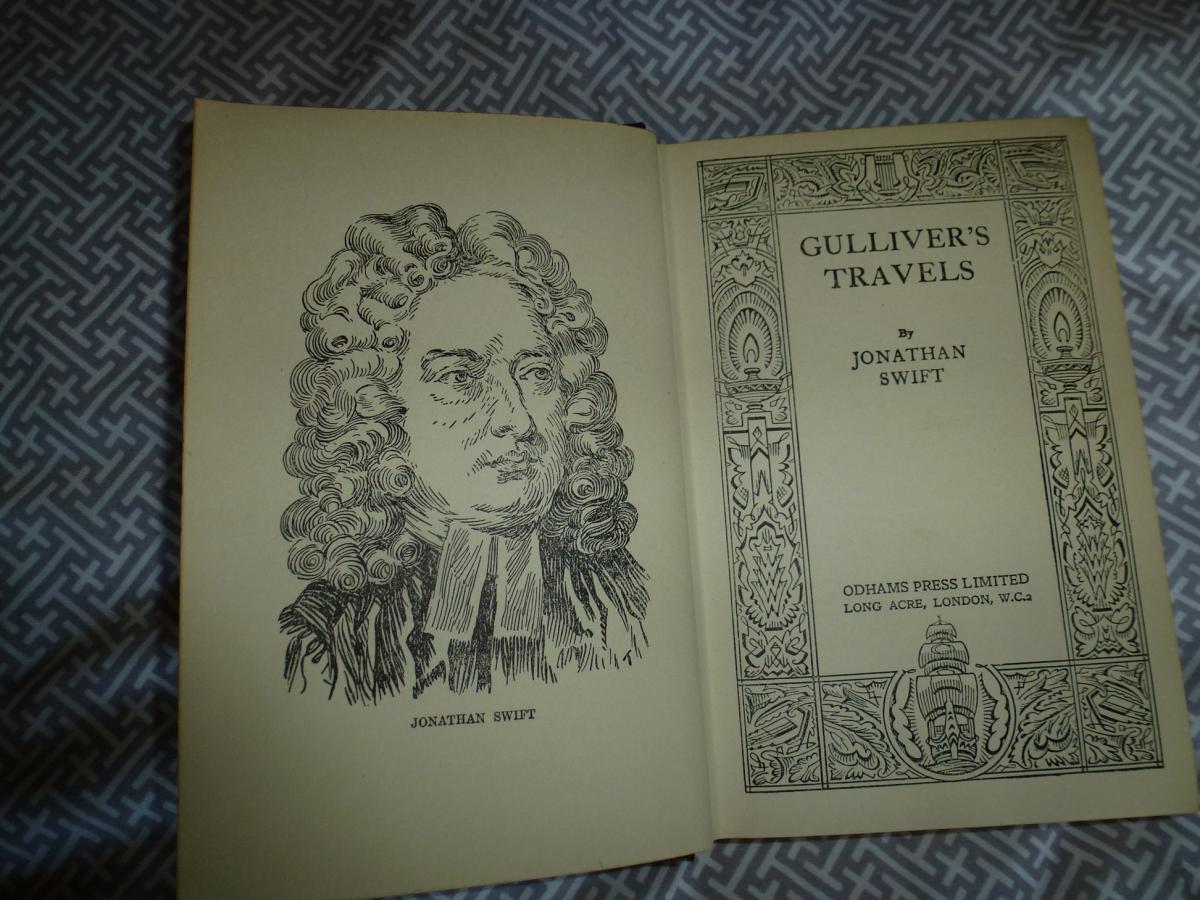 JONATHAN SWIFT
GULLIVER'S
TRAVELS
By
JONATHAN
SWIFT
ODHAMS PRESS LIMITED
LONG ACRE, LONDON, W.C.2